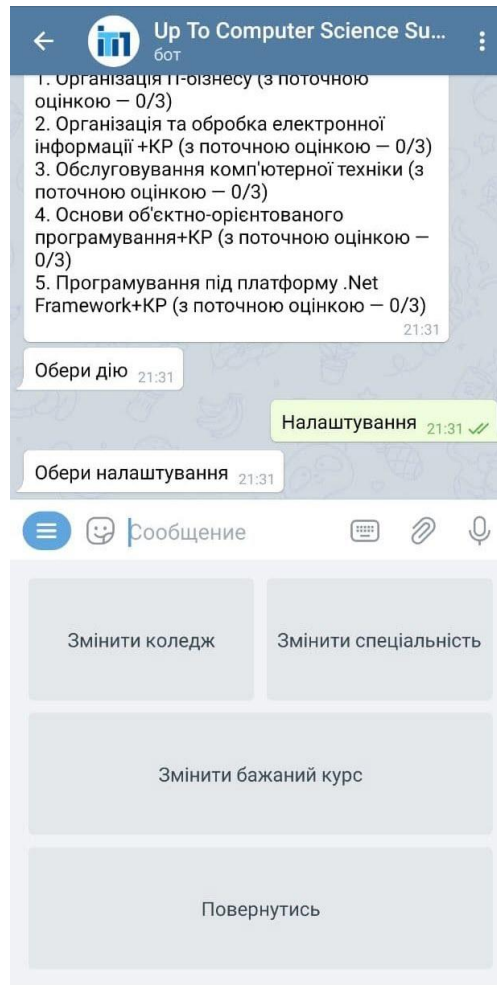 Up To Computer Science Su...
бот
1. Організація ІТ-бізнесу (з поточною
оцінкою — 0/3)
2. Організація та обробка електронної
інформації +КР (з поточною оцінкою — 0/3)
3. Обслуговування комп'ютерної техніки (з
поточною оцінкою — 0/3)
4. Основи об'єктно-орієнтованого
програмування+КР (з поточною оцінкою —
0/3)
5. Програмування під платформу .Net
Framework+КР (з поточною оцінкою — 0/3)
21:31
Обери дію 21:31
Налаштування 21:31
Обери налаштування 21:31
Сообщение
Змінити коледж
Змінити спеціальність
Змінити бажаний курс
Повернутись